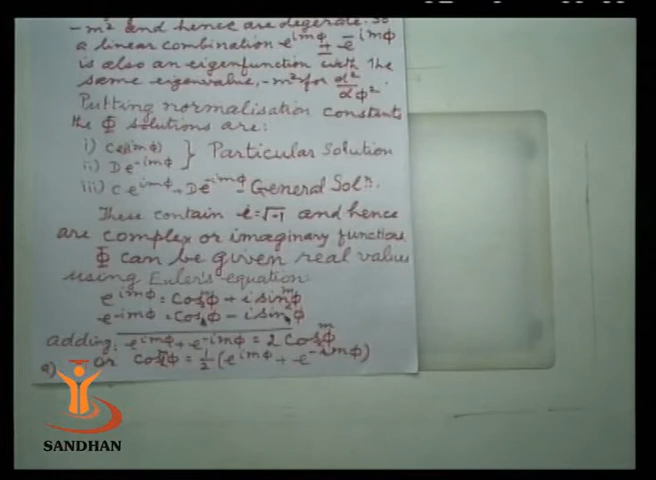 -m² and hence are degerate. So
a linear combination e^imφ ± e^-imφ
is also an eigenfunction with the
same eigenvalue, -m² for d²/dφ².
Putting normalisation constants
the Φ solutions are:
i) Ce(imφ) } Particular Solution
ii) De^-imφ
iii) Ce^imφ + De^-imφ - General Solⁿ.
These contain i=√-1 and hence
are complex or imaginary functions
Φ can be given real values
using Euler's equation:
e^imφ = Cos mφ + i sin mφ
e^-imφ = Cos mφ - i sin mφ
adding, e^imφ + e^-imφ = 2 Cos mφ
a) or Cos mφ = 1/2 (e^imφ + e^-imφ)
SANDHAN